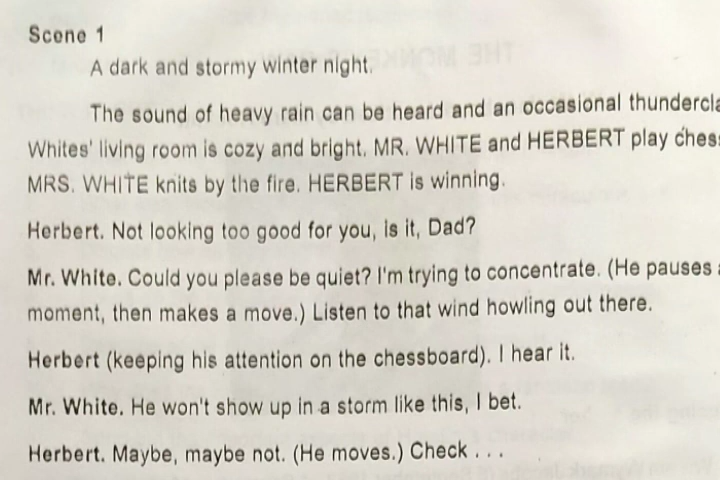 Scene 1
A dark and stormy winter night.
The sound of heavy rain can be heard and an occasional
Whites' living room is cozy and bright. MR. WHITE and HERBERT play
MRS. WHITE knits by the fire. HERBERT is winning.
Herbert. Not looking too good for you, is it, Dad?
Mr. White. Could you please be quiet? I'm trying to concentrate. (He pauses
moment, then makes a move.) Listen to that wind howling out there.
Herbert (keeping his attention on the chessboard). I hear it.
Mr. White. He won't show up in a storm like this, I bet.
Herbert. Maybe, maybe not. (He moves.) Check . . .